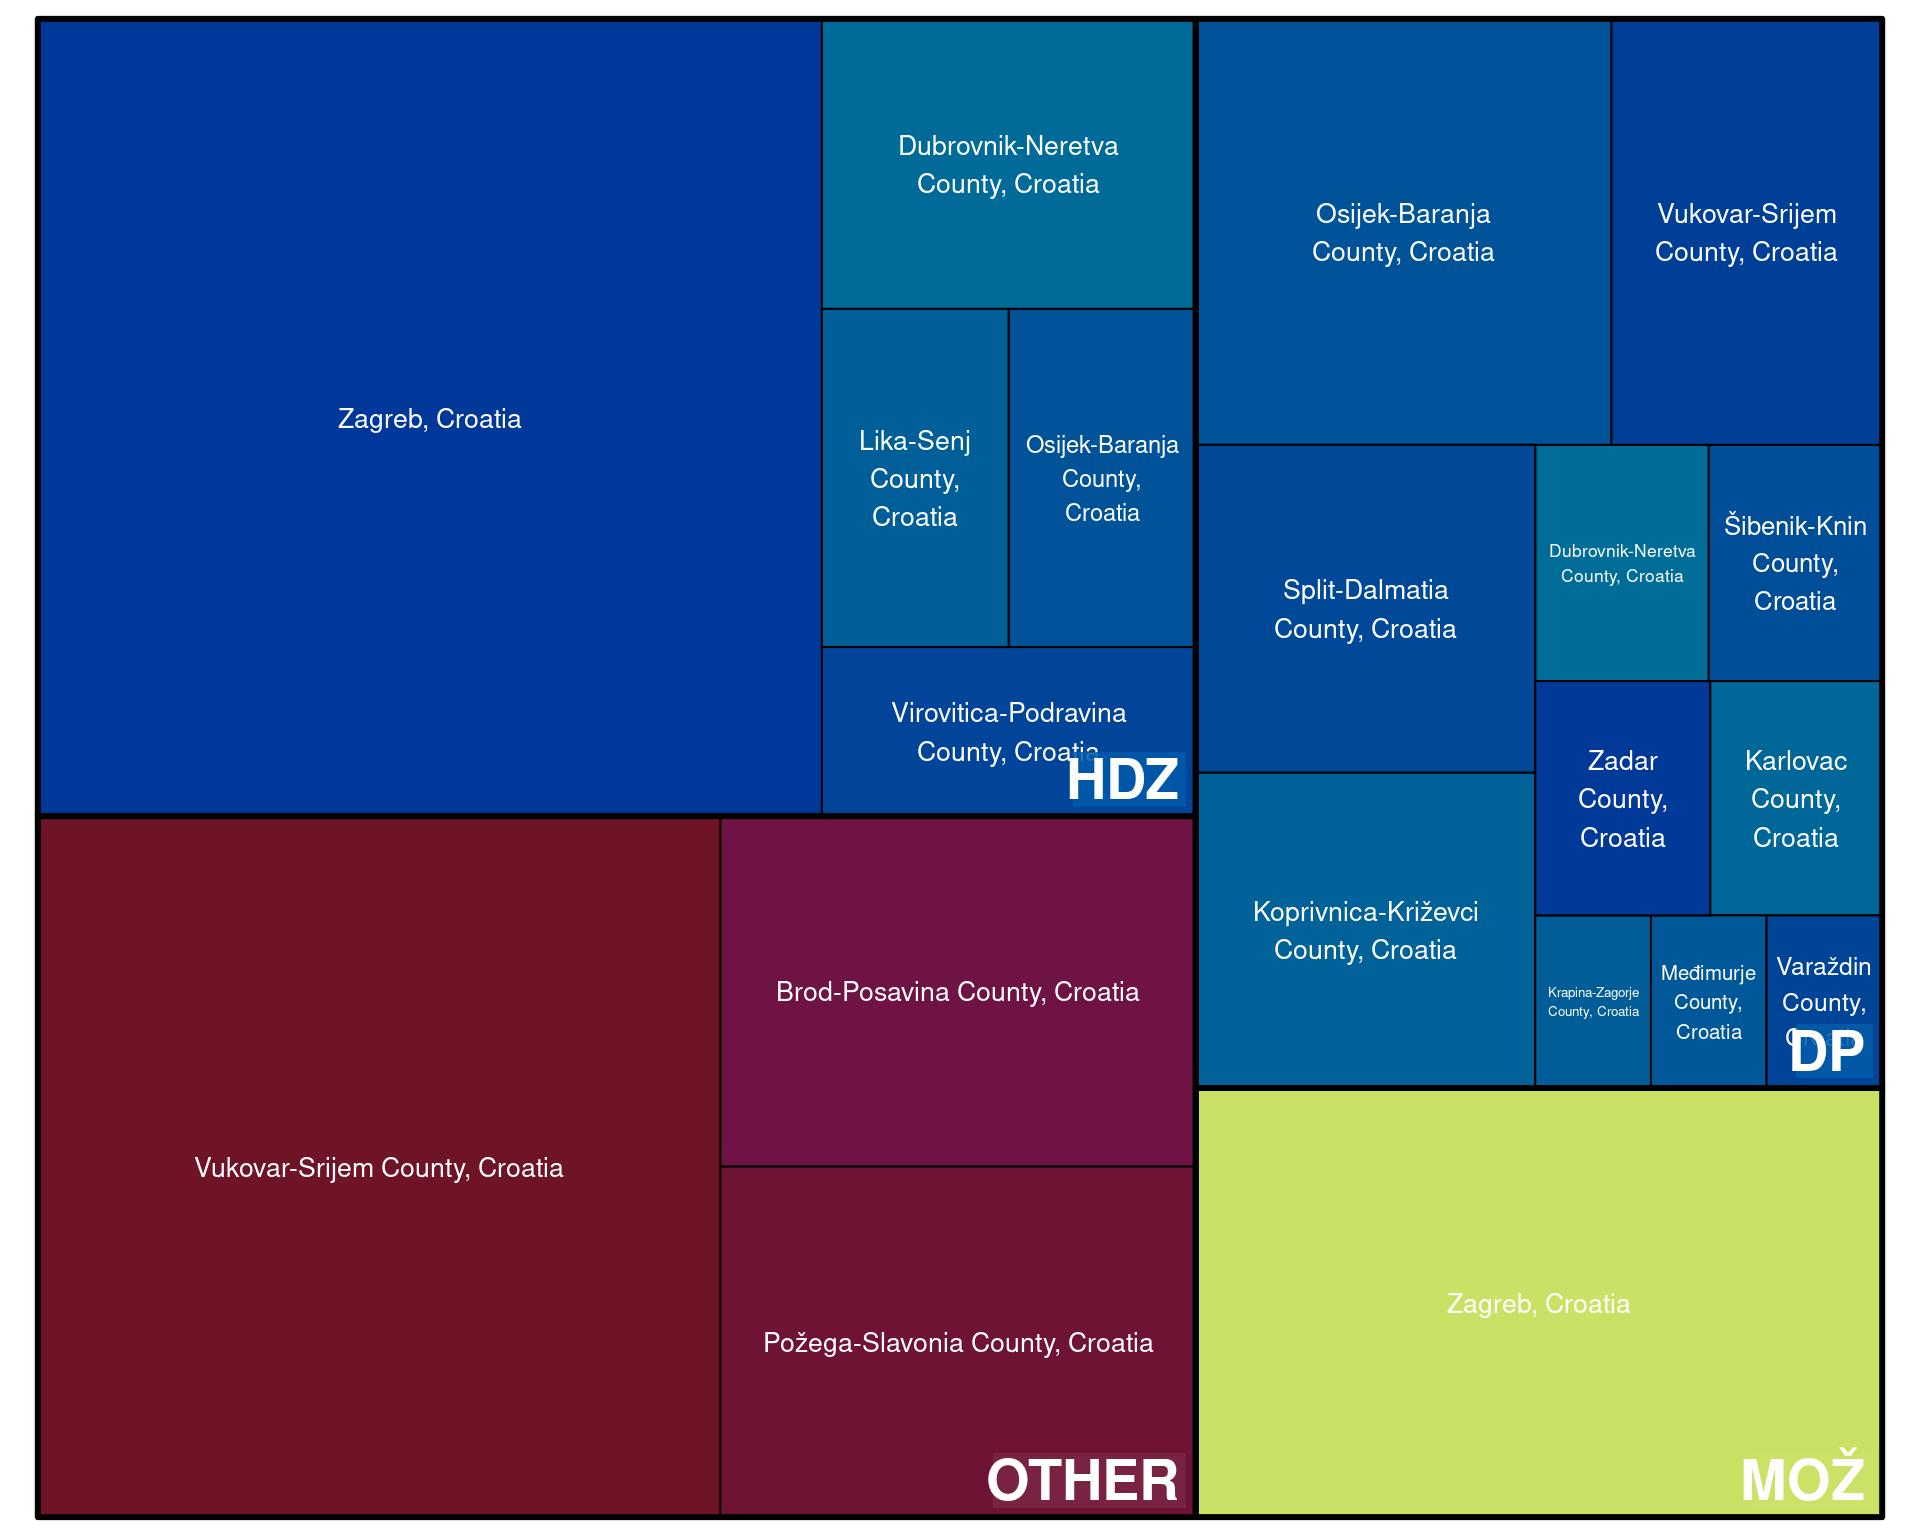 Zagreb, Croatia
Dubrovnik-Neretva
County, Croatia
Lika-Senj
County,
Croatia
Osijek-Baranja
County,
Croatia
Virovitica-Podravina
County, Croatia
HDZ
Osijek-Baranja
County, Croatia
Vukovar-Srijem
County, Croatia
Split-Dalmatia
County, Croatia
Dubrovnik-Neretva
County, Croatia
Šibenik-Knin
County,
Croatia
Zadar
County,
Croatia
Karlovac
County,
Croatia
Koprivnica-Križevci
County, Croatia
Krapina-Zagorje
County, Croatia
Međimurje
County,
Croatia
Varaždin
County,
DP
Vukovar-Srijem County, Croatia
Brod-Posavina County, Croatia
Požega-Slavonia County, Croatia
OTHER
Zagreb, Croatia
MOŽ